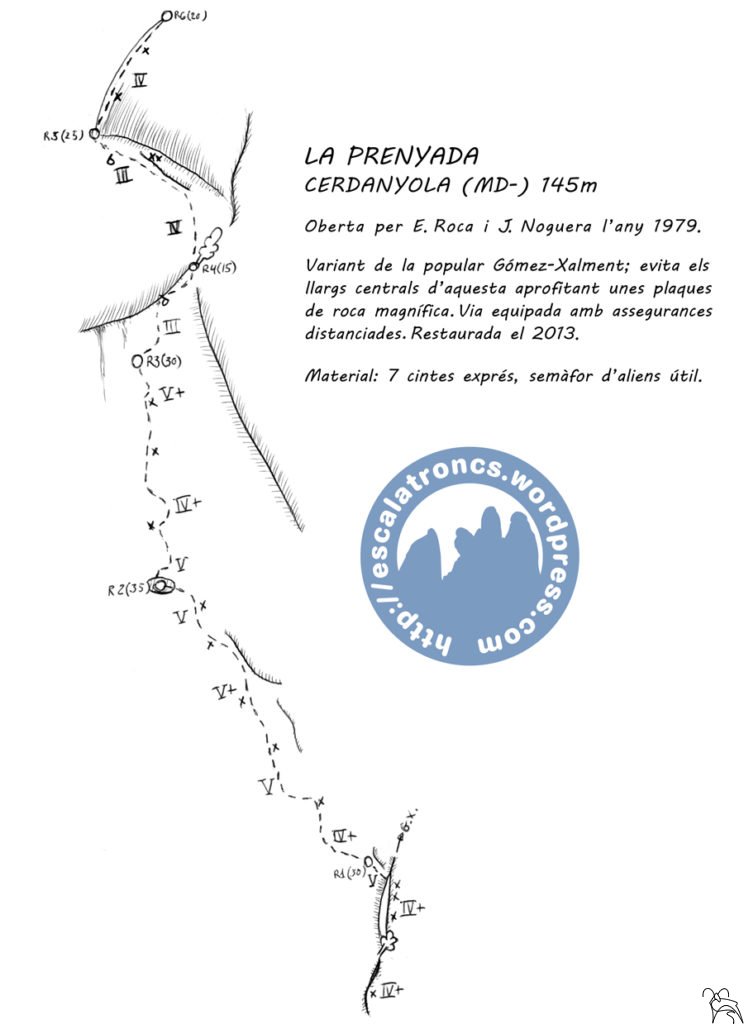 R6(20)
IV
R5(25)
III
IV
R4(15)
III
R3(30)
V+
IV+
V
R2(35)
V
V+
V
IV+
R1(30)
V
G.X.
IV+
IV+
LA PRENYADA
CERDANYOLA (MD-) 145m
Oberta per E. Roca i J. Noguera l'any 1979.
Variant de la popular Gómez-Xalment; evita els
llargs centrals d'aquesta aprofitant unes plaques
de roca magnífica. Via equipada amb assegurances
distanciades. Restaurada el 2013.
Material: 7 cintes exprés, semàfor d'aliens útil.
http://escalatroncs.wordpress.com